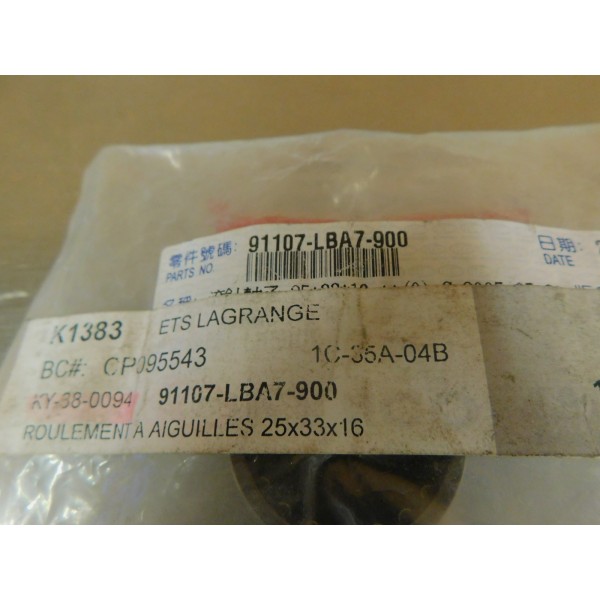 零件號碼: 91107-LBA7-900 日期:
PARTS NO. DATE
K1383 ETS LAGRANGE
BC#: CP095543 1C-35A-04B
KY-38-0094 91107-LBA7-900
ROULEMENT A AIGUILLES 25x33x16